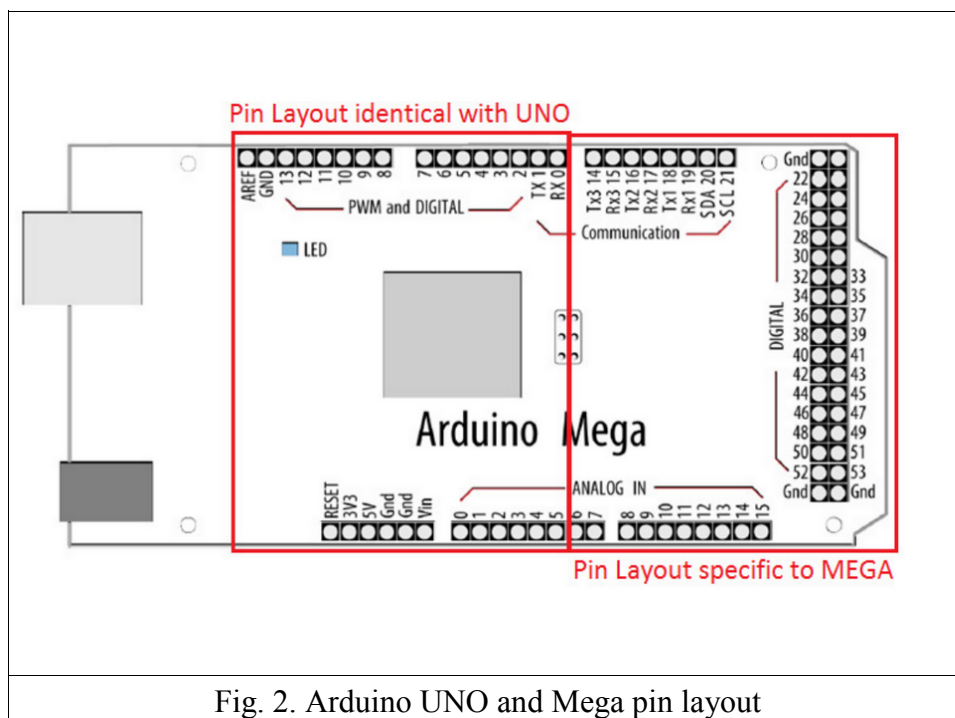 Pin Layout identical with UNO
AREF
GND
13
12
11
10
9
8
7
6
5
4
3
2
TX 1
RX 0
Tx3 14
Rx3 15
Tx2 16
Rx2 17
Tx1 18
Rx1 19
SDA 20
SCL 21
PWM and DIGITAL
Communication
LED
Gnd
22
24
26
28
30
32 33
34 35
36 37
38 39
40 41
42 43
44 45
46 47
48 49
50 51
52 53
Gnd Gnd
DIGITAL
Arduino Mega
ANALOG IN
RESET
3V3
5V
Gnd
Gnd
Vin
0
1
2
3
4
5
6
7
8
9
10
11
12
13
14
15
Pin Layout specific to MEGA
Fig. 2. Arduino UNO and Mega pin layout